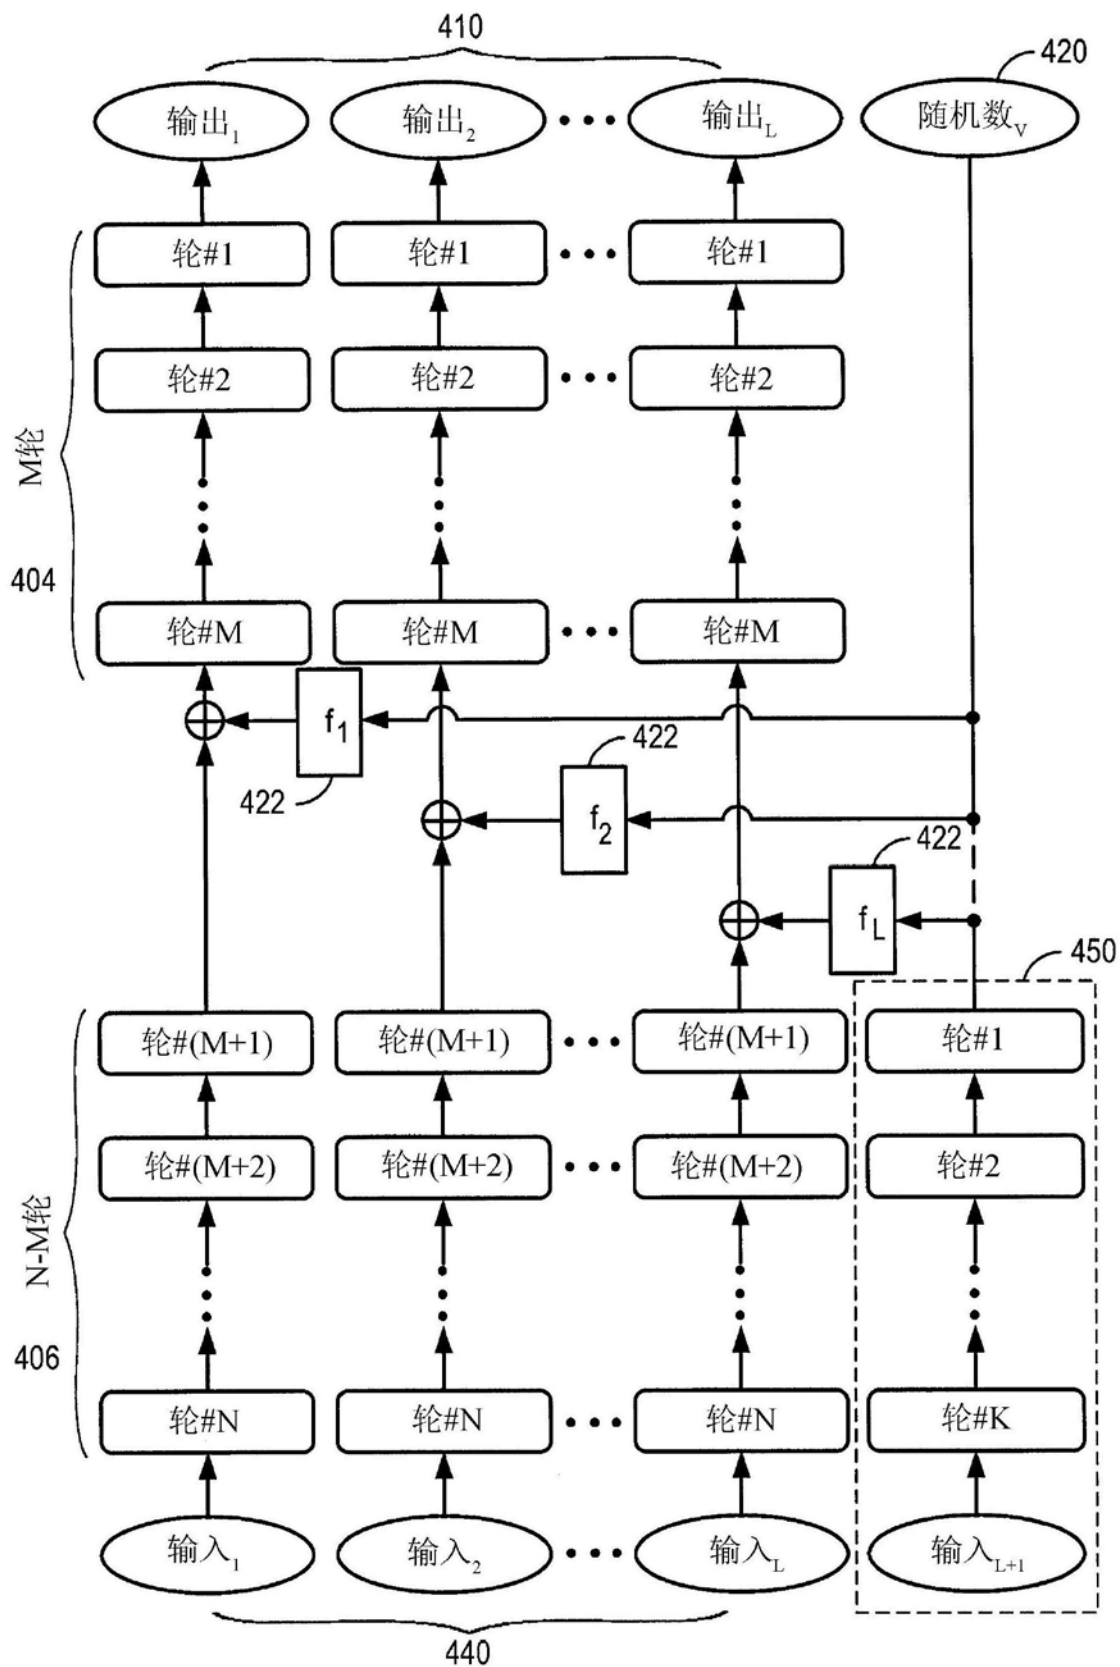 410
420
输出1 输出2 ••• 输出L 随机数V
轮#1 轮#1 ••• 轮#1
轮#2 轮#2 ••• 轮#2
M轮
404
轮#M 轮#M ••• 轮#M
f1
422
422
f2
422
fL
450
轮#(M+1) 轮#(M+1) ••• 轮#(M+1) 轮#1
轮#(M+2) 轮#(M+2) ••• 轮#(M+2) 轮#2
N-M轮
406
轮#N 轮#N ••• 轮#N 轮#K
输入1 输入2 ••• 输入L 输入L+1
440